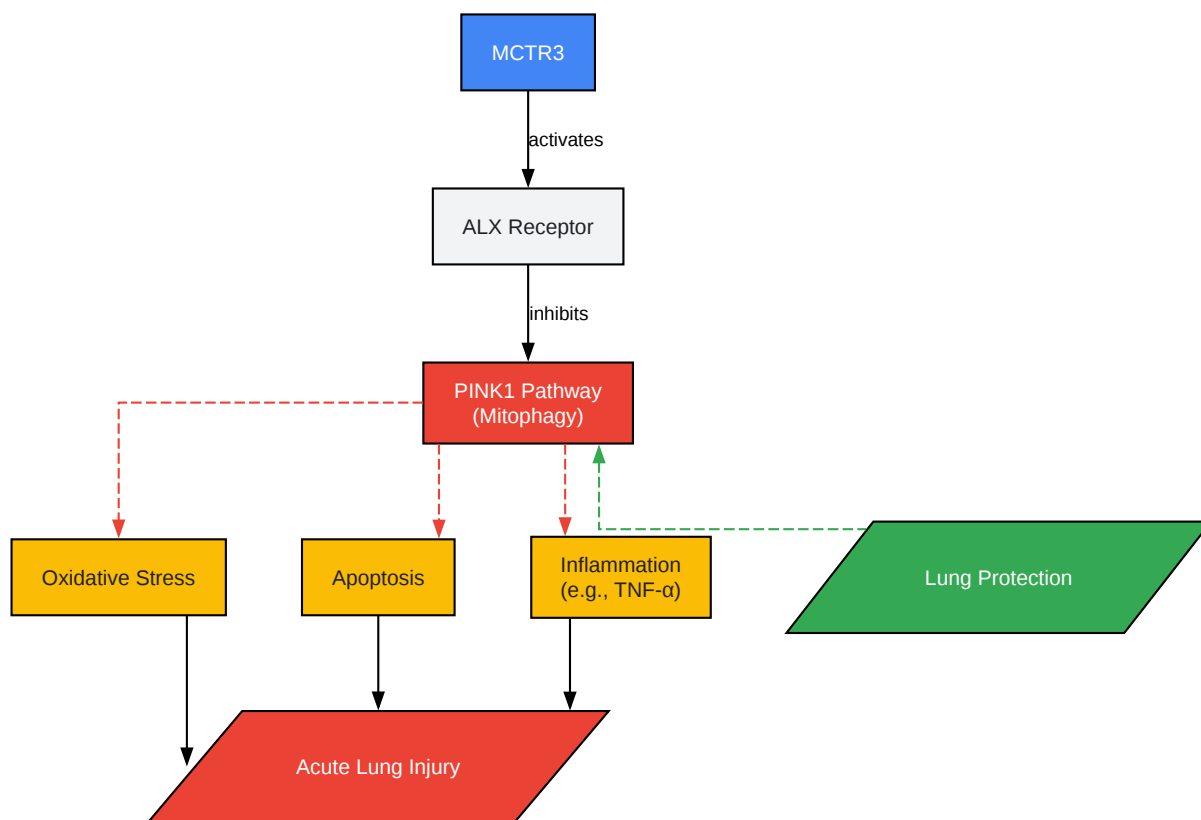 MCTR3
activates
ALX Receptor
inhibits
PINK1 Pathway
(Mitophagy)
Oxidative Stress
Apoptosis
Inflammation
(e.g., TNF-α)
Lung Protection
Acute Lung Injury